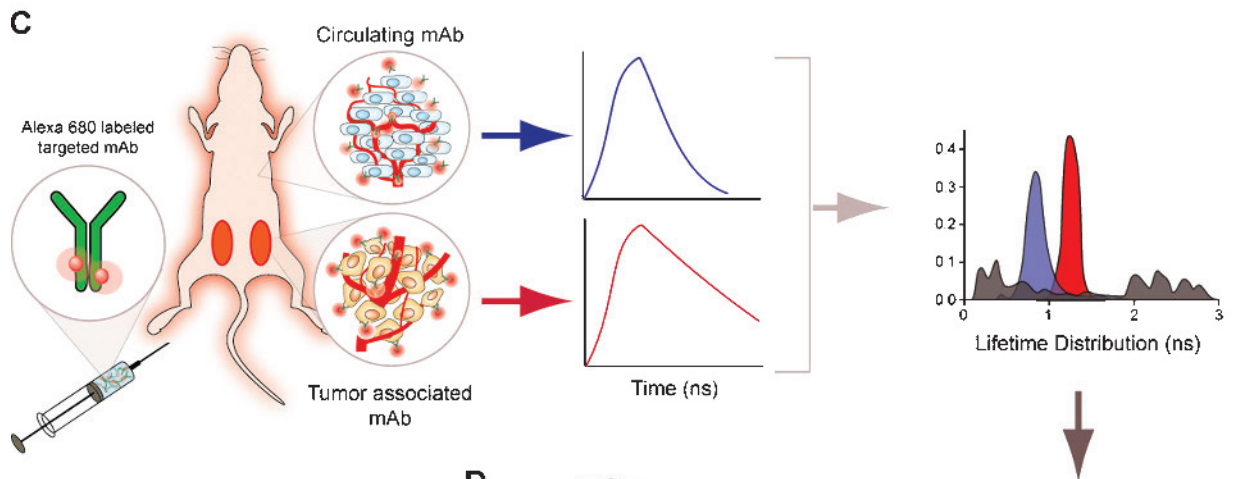 C
Circulating mAb
Alexa 680 labeled
targeted mAb
Tumor associated
mAb
Time (ns)
0 4
0 3
0 2
0 1
0 0
0
1
2
3
Lifetime Distribution (ns)